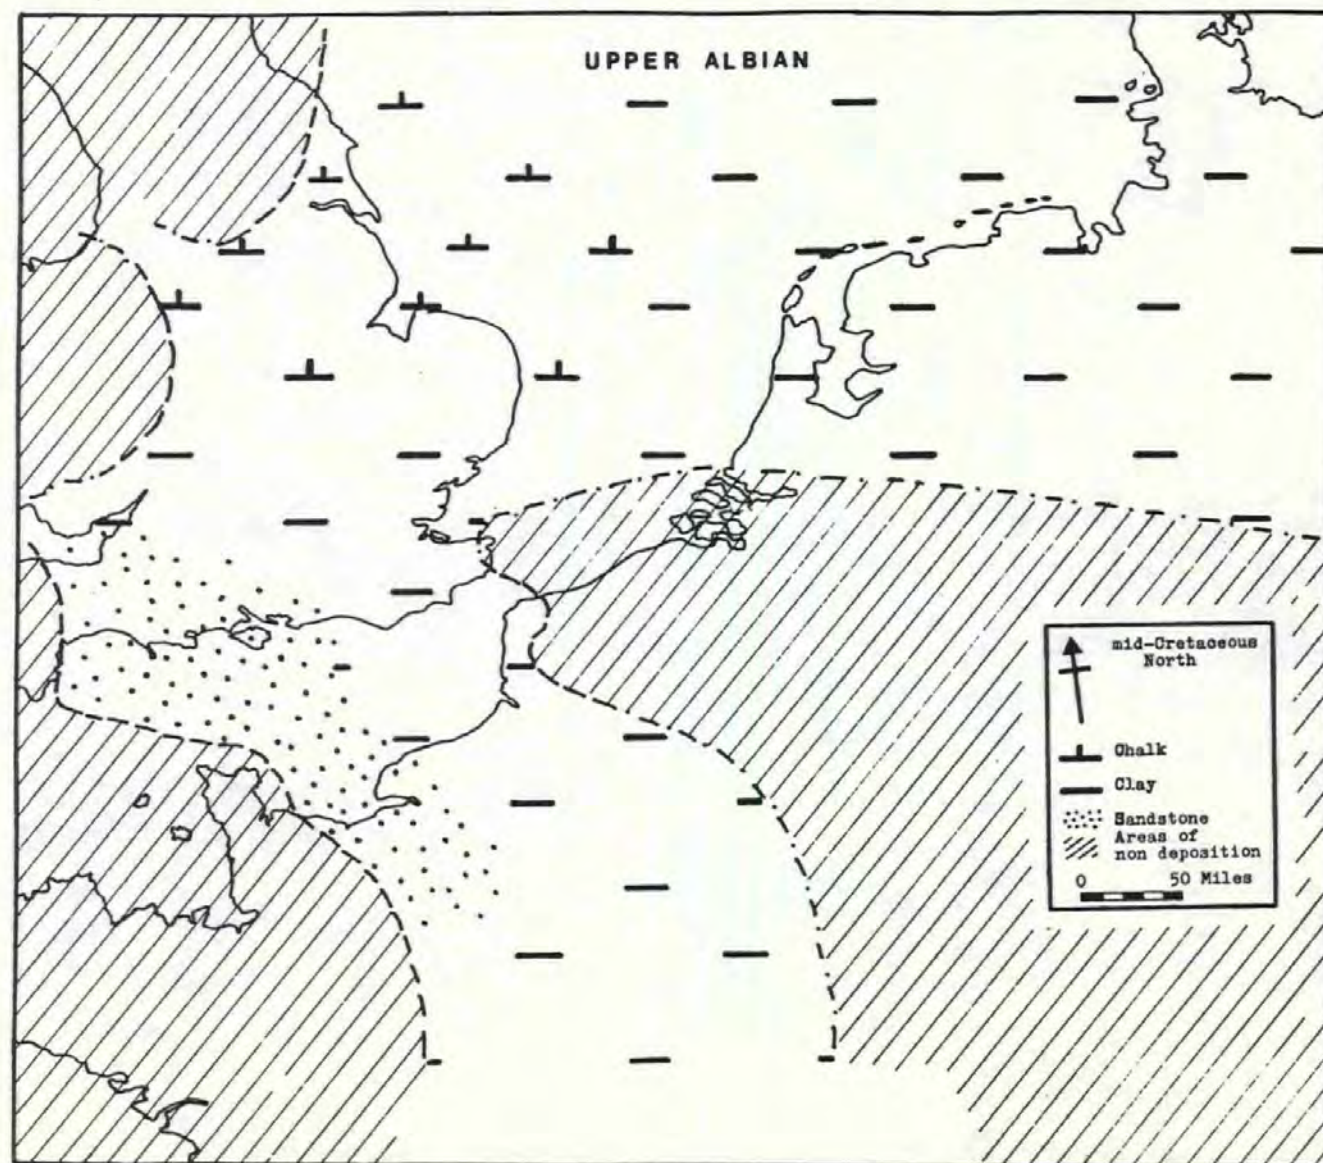 UPPER ALBIAN
mid-Cretaceous
North
Chalk
Clay
Sandstone
Areas of
non deposition
0 50 Miles